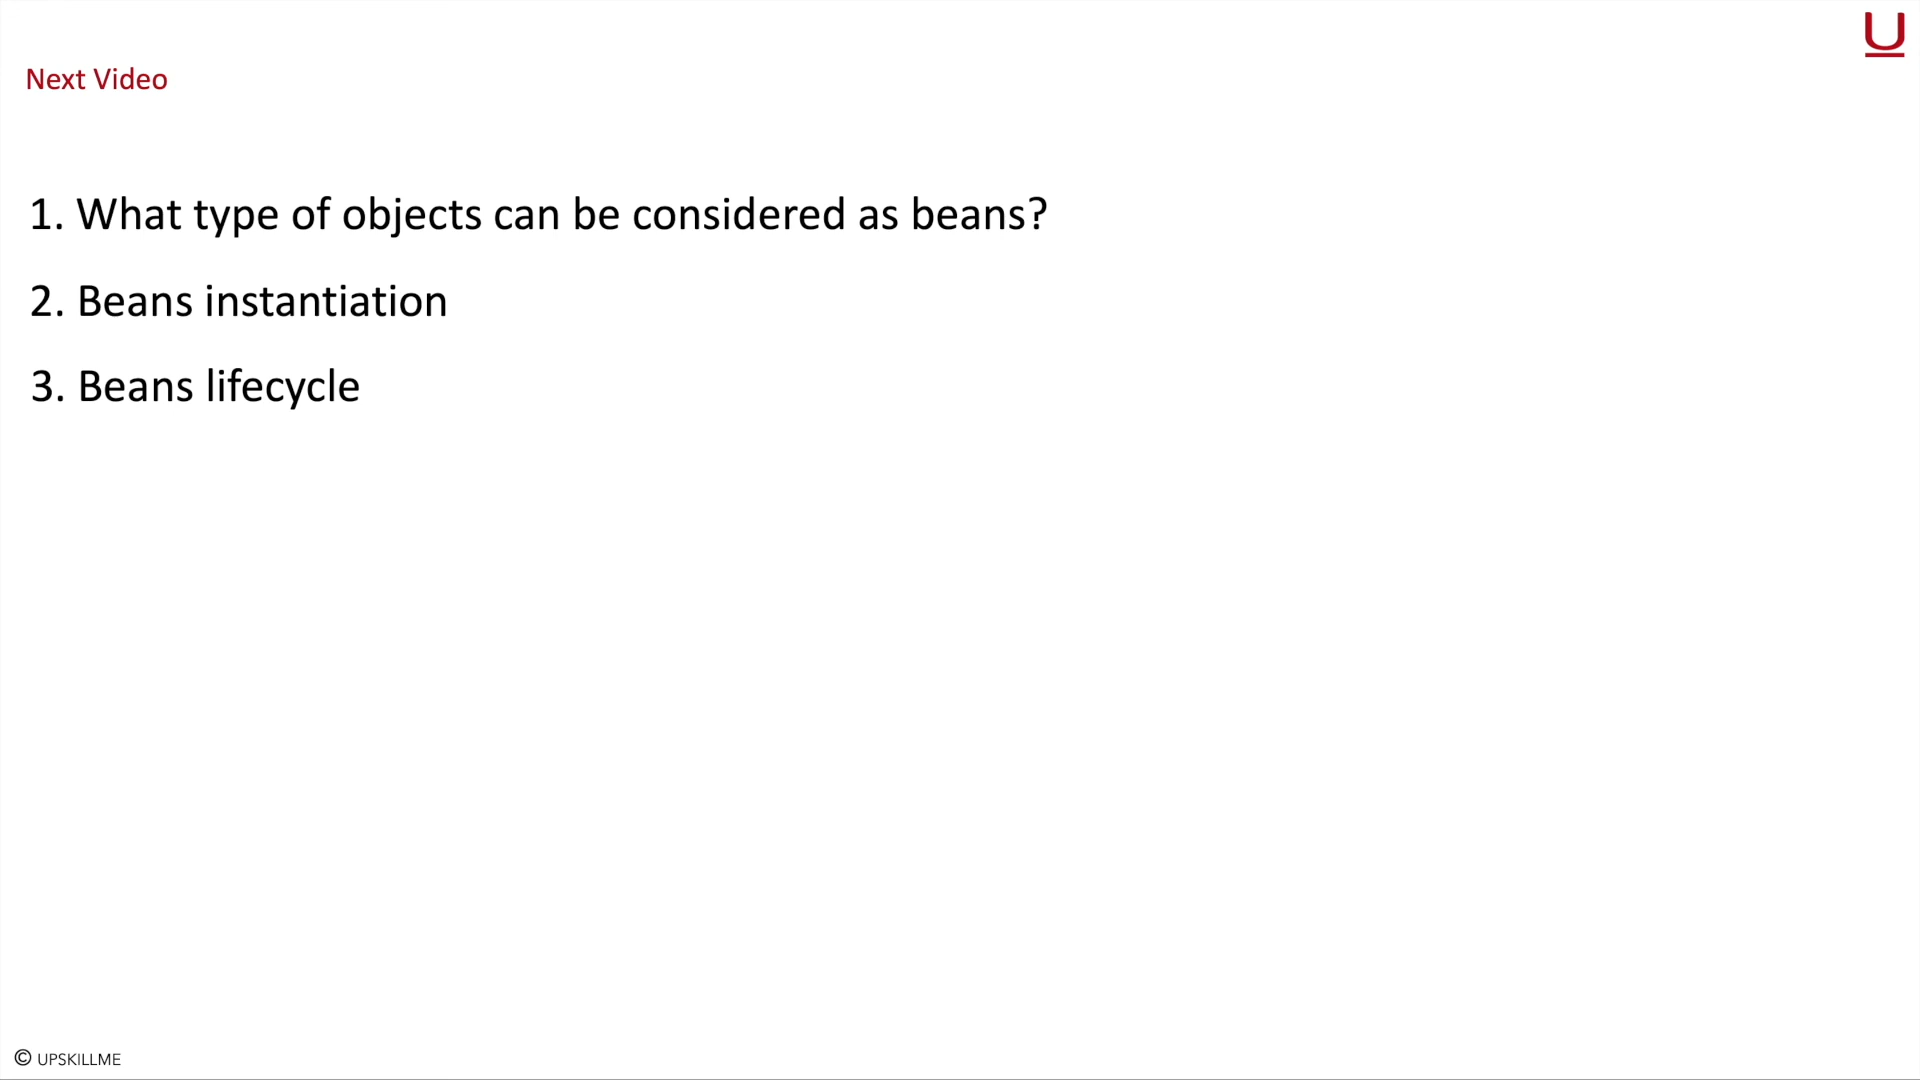 U
Next Video
1. What type of objects can be considered as beans?
2. Beans instantiation
3. Beans lifecycle
© UPSKILLME